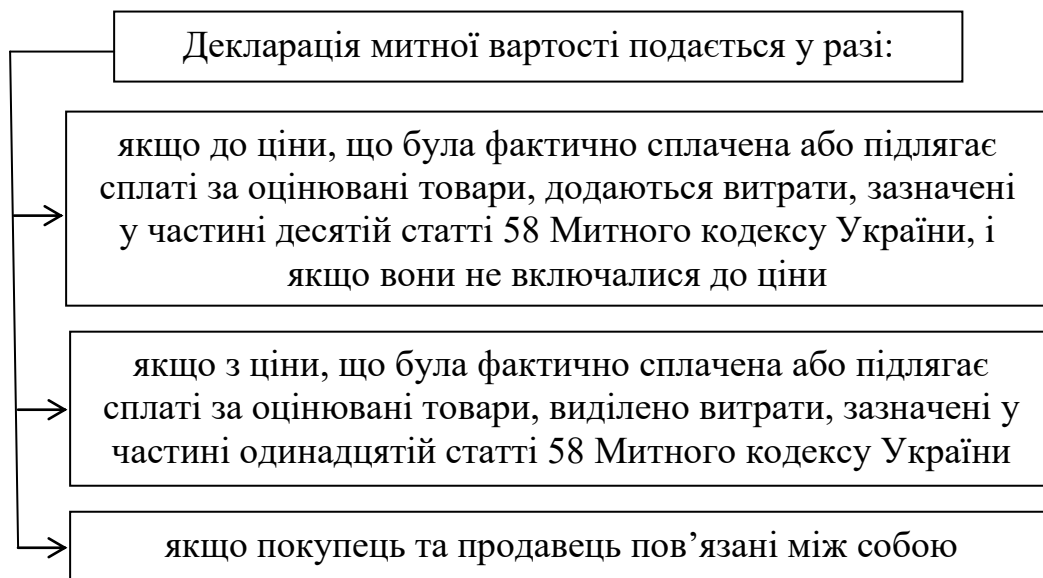 Декларація митної вартості подається у разі:
якщо до ціни, що була фактично сплачена або підлягає
сплаті за оцінювані товари, додаються витрати, зазначені
у частині десятій статті 58 Митного кодексу України, і
якщо вони не включалися до ціни
якщо з ціни, що була фактично сплачена або підлягає
сплаті за оцінювані товари, виділено витрати, зазначені у
частині одинадцятій статті 58 Митного кодексу України
якщо покупець та продавець пов’язані між собою